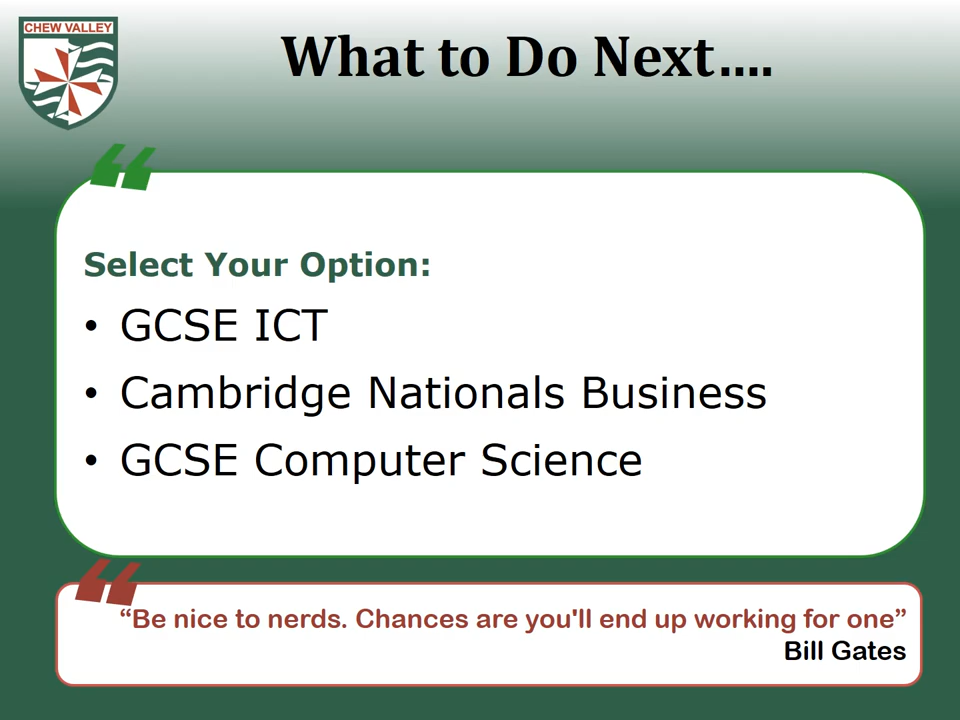 CHEW VALLEY
What to Do Next....
Select Your Option:
• GCSE ICT
• Cambridge Nationals Business
• GCSE Computer Science
“Be nice to nerds. Chances are you'll end up working for one”
Bill Gates